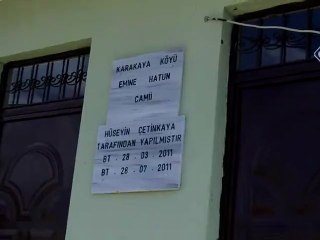 KARAKAYA KÖYÜ
EMİNE HATUN
CAMİİ
HÜSEYİN ÇETİNKAYA
TARAFINDAN YAPILMIŞTIR
BT . 28 . 03 . 2011
BT . 28 . 07 . 2011